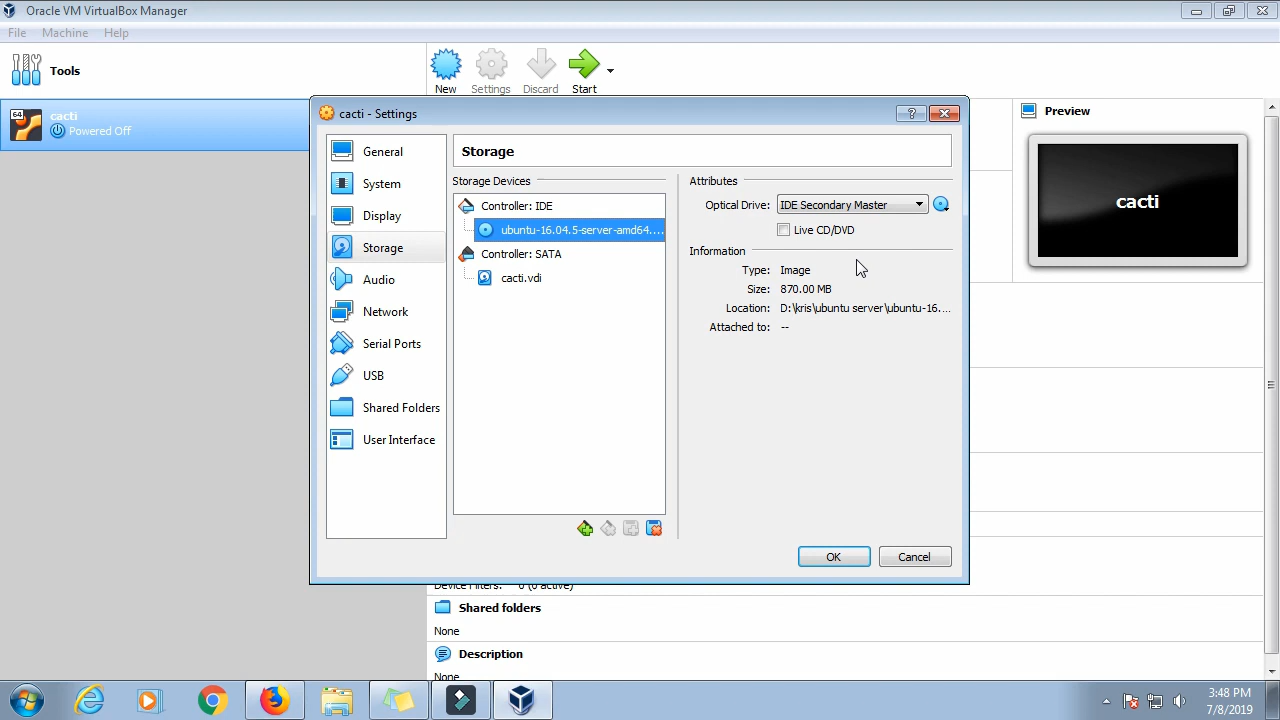 Oracle VM VirtualBox Manager
File Machine Help
Tools
New Settings Discard Start
64
cacti
Powered Off
Preview
cacti
cacti - Settings
General
System
Display
Storage
Audio
Network
Serial Ports
USB
Shared Folders
User Interface
Storage
Storage Devices
Controller: IDE
ubuntu-16.04.5-server-amd64....
Controller: SATA
cacti.vdi
Attributes
Optical Drive: IDE Secondary Master
Live CD/DVD
Information
Type: Image
Size: 870.00 MB
Location: D:\kris\ubuntu server\ubuntu-16....
Attached to: --
OK Cancel
Device Filters: 0 (0 active)
Shared folders
None
Description
None
3:48 PM
7/8/2019